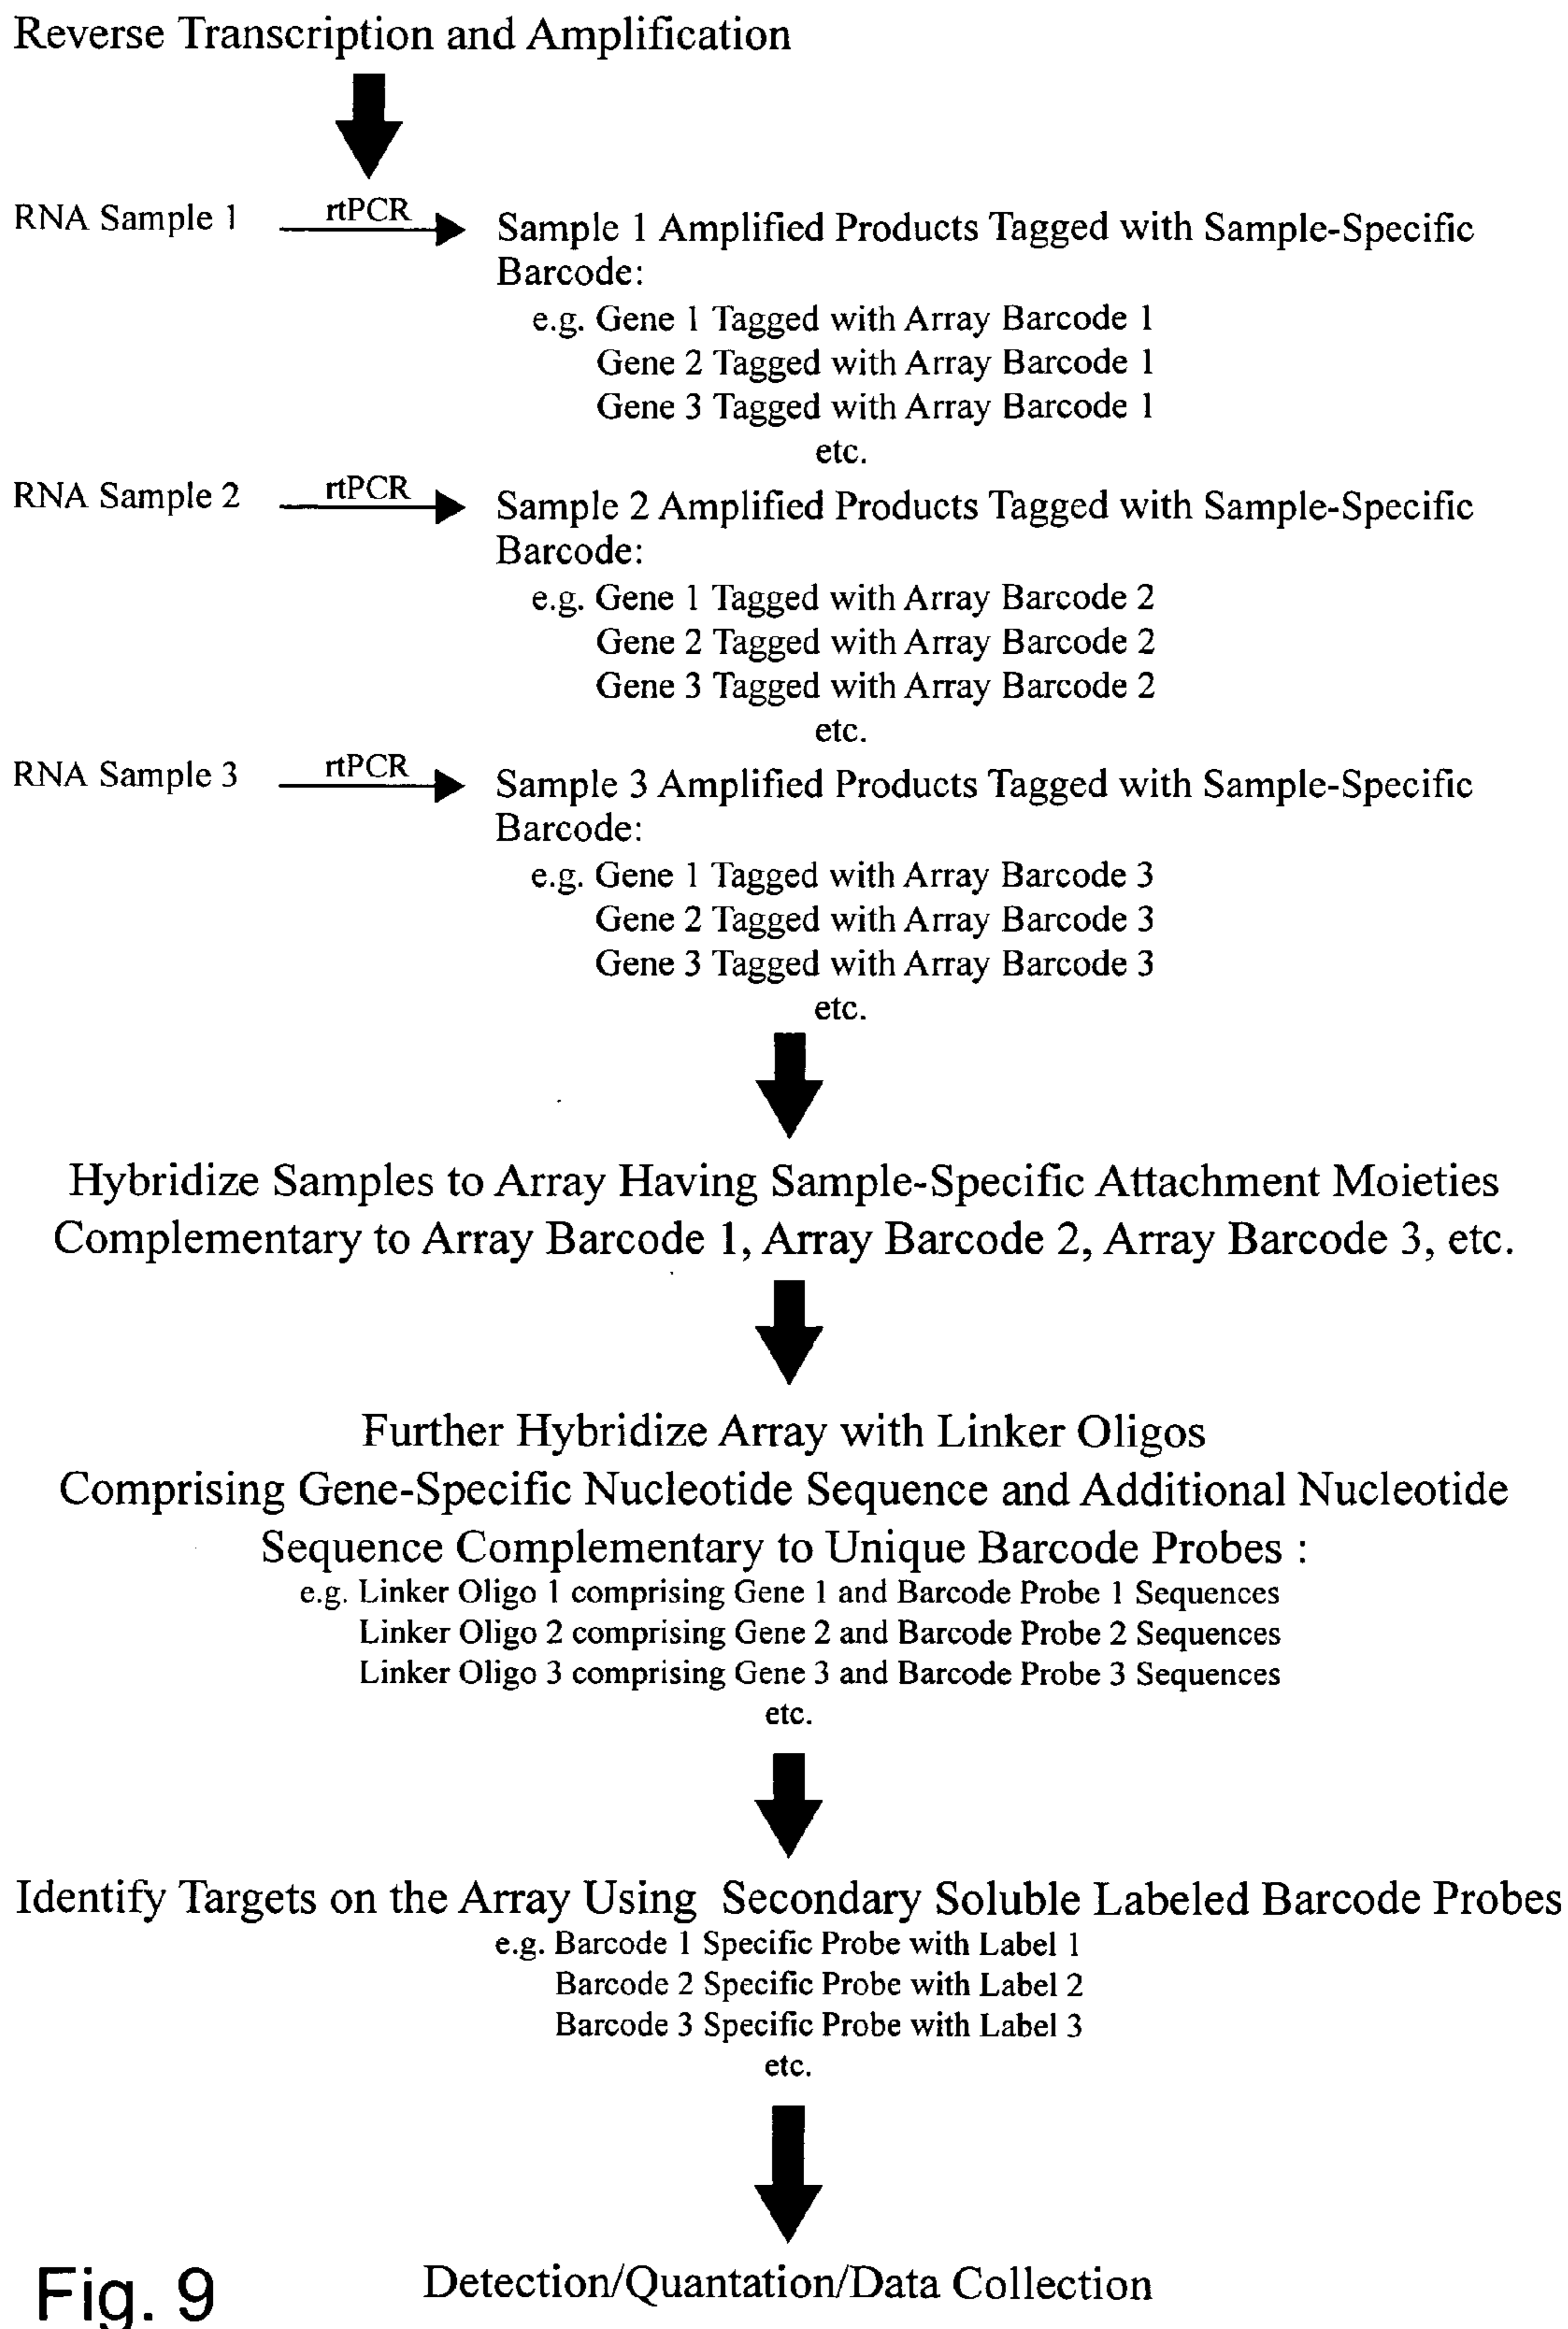 Reverse Transcription and Amplification
RNA Sample 1
rtPCR
Sample 1 Amplified Products Tagged with Sample-Specific
Barcode:
e.g. Gene 1 Tagged with Array Barcode 1
Gene 2 Tagged with Array Barcode 1
Gene 3 Tagged with Array Barcode 1
etc.
RNA Sample 2
rtPCR
Sample 2 Amplified Products Tagged with Sample-Specific
Barcode:
e.g. Gene 1 Tagged with Array Barcode 2
Gene 2 Tagged with Array Barcode 2
Gene 3 Tagged with Array Barcode 2
etc.
RNA Sample 3
rtPCR
Sample 3 Amplified Products Tagged with Sample-Specific
Barcode:
e.g. Gene 1 Tagged with Array Barcode 3
Gene 2 Tagged with Array Barcode 3
Gene 3 Tagged with Array Barcode 3
etc.
Hybridize Samples to Array Having Sample-Specific Attachment Moieties
Complementary to Array Barcode 1, Array Barcode 2, Array Barcode 3, etc.
Further Hybridize Array with Linker Oligos
Comprising Gene-Specific Nucleotide Sequence and Additional Nucleotide
Sequence Complementary to Unique Barcode Probes :
e.g. Linker Oligo 1 comprising Gene 1 and Barcode Probe 1 Sequences
Linker Oligo 2 comprising Gene 2 and Barcode Probe 2 Sequences
Linker Oligo 3 comprising Gene 3 and Barcode Probe 3 Sequences
etc.
Identify Targets on the Array Using Secondary Soluble Labeled Barcode Probes
e.g. Barcode 1 Specific Probe with Label 1
Barcode 2 Specific Probe with Label 2
Barcode 3 Specific Probe with Label 3
etc.
Detection/Quantation/Data Collection
Fig. 9